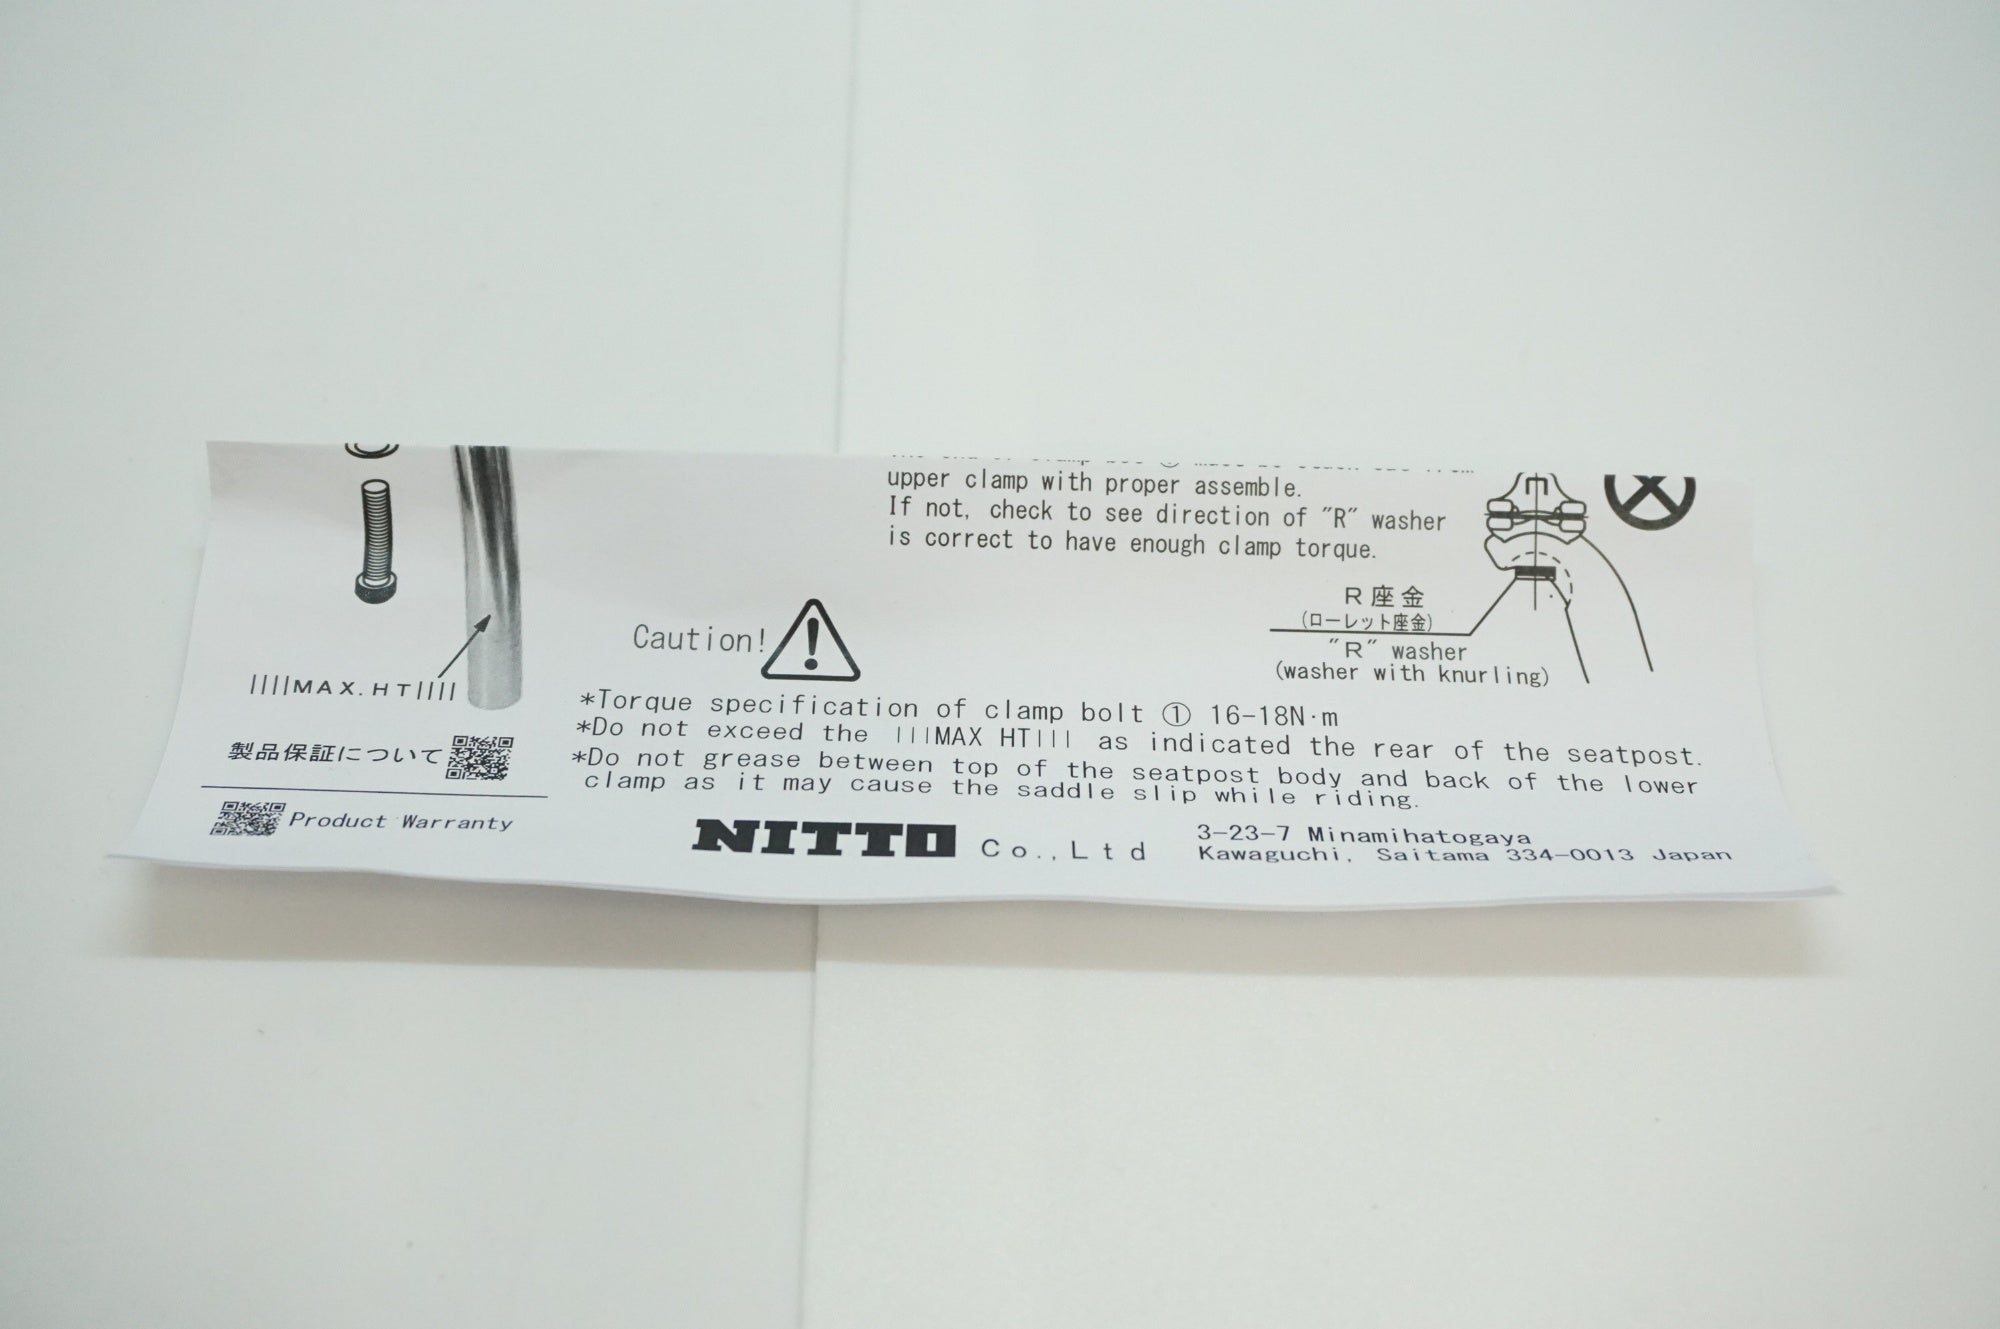 upper clamp with proper assemble.
If not, check to see direction of "R" washer
is correct to have enough clamp torque.
R座金
(ローレット座金)
"R" washer
(washer with knurling)
Caution!
||||MAX.HT||||
*Torque specification of clamp bolt ① 16-18N·m
*Do not exceed the |||MAX HT||| as indicated the rear of the seatpost.
*Do not grease between top of the seatpost body and back of the lower
clamp as it may cause the saddle slip while riding.
製品保証について
Product Warranty
NITTO Co.,Ltd
3-23-7 Minamihatogaya
Kawaguchi, Saitama 334-0013 Japan